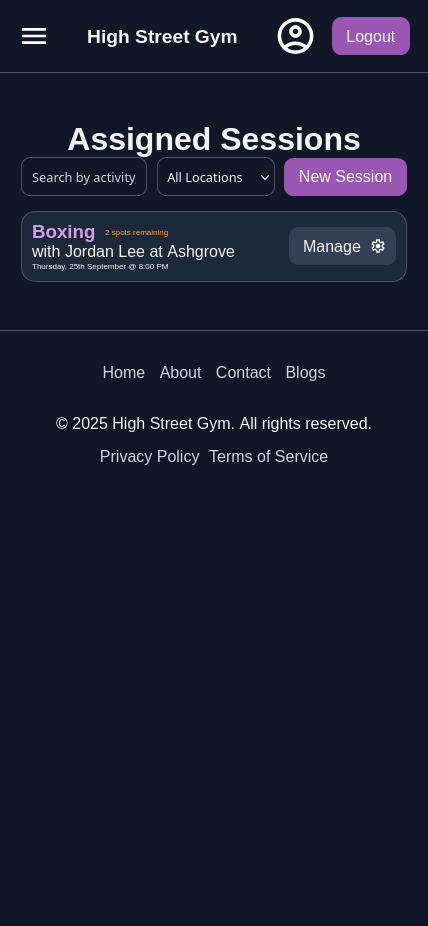 High Street Gym Logout
Assigned Sessions
Search by activity All Locations New Session
Boxing 2 spots remaining
with Jordan Lee at Ashgrove
Thursday, 25th September @ 8:00 PM
Manage
Home About Contact Blogs
© 2025 High Street Gym. All rights reserved.
Privacy Policy Terms of Service